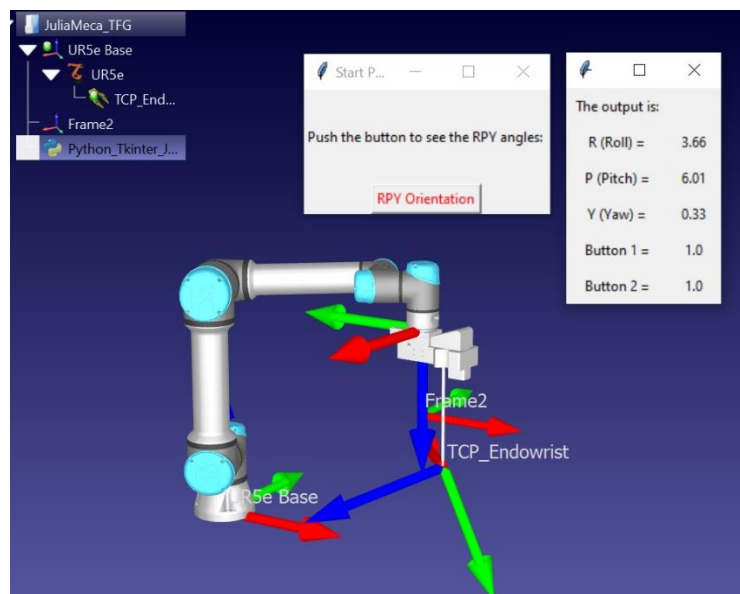 JuliaMeca_TFG
UR5e Base
UR5e
TCP_End...
Frame2
Python_Tkinter_J...
Start P...
Push the button to see the RPY angles:
RPY Orientation
The output is:
R (Roll) = 3.66
P (Pitch) = 6.01
Y (Yaw) = 0.33
Button 1 = 1.0
Button 2 = 1.0
Frame2
TCP_Endowrist
UR5e Base